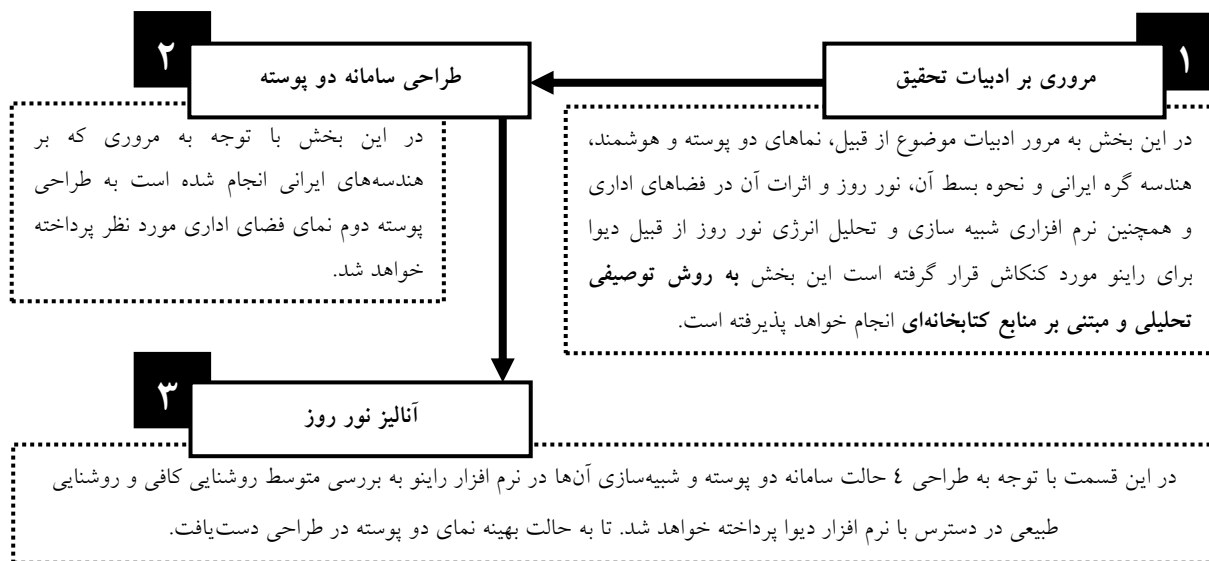 ۱
مروری بر ادبیات تحقیق
در این بخش به مرور ادبیات موضوع از قبیل، نماهای دو پوسته و هوشمند،
هندسه گره ایرانی و نحوه بسط آن، نور روز و اثرات آن در فضاهای اداری
و همچنین نرم افزاری شبیه سازی و تحلیل انرژی نور روز از قبیل دیوا
برای راینو مورد کنکاش قرار گرفته است این بخش به روش توصیفی
تحلیلی و مبتنی بر منابع کتابخانه‌ای انجام خواهد پذیرفته است.
۲
طراحی سامانه دو پوسته
در این بخش با توجه به مروری که بر
هندسه‌های ایرانی انجام شده است به طراحی
پوسته دوم نمای فضای اداری مورد نظر پرداخته
خواهد شد.
۳
آنالیز نور روز
در این قسمت با توجه به طراحی ٤ حالت سامانه دو پوسته و شبیه‌سازی آن‌ها در نرم افزار راینو به بررسی متوسط روشنایی کافی و روشنایی
طبیعی در دسترس با نرم افزار دیوا پرداخته خواهد شد. تا به حالت بهینه نمای دو پوسته در طراحی دست‌یافت.